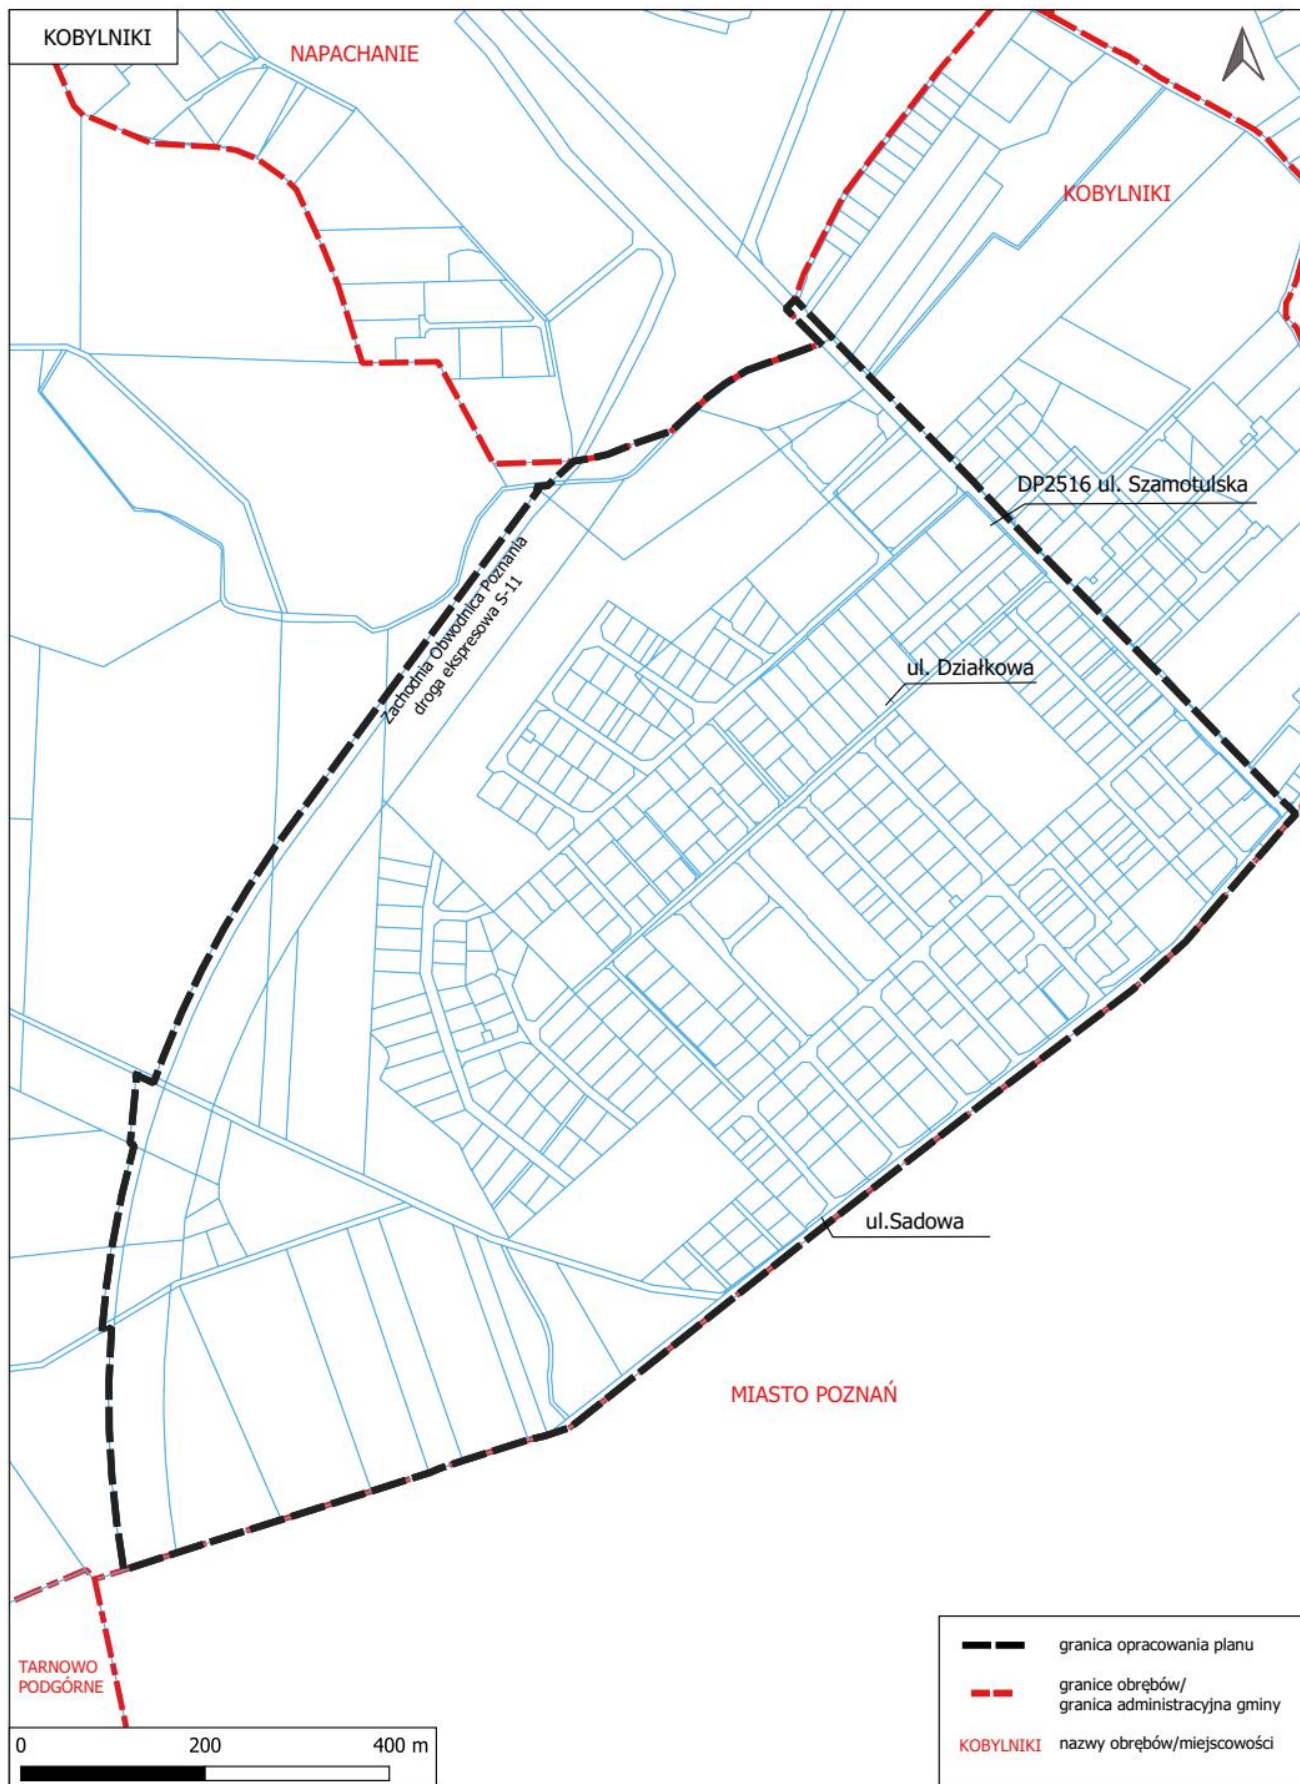 KOBYLNIKI
NAPACHANIE
KOBYLNIKI
DP2516 ul. Szamotulska
Zachodnia Obwodnica Poznania
droga ekspresowa S-11
ul. Działkowa
ul.Sadowa
MIASTO POZNAŃ
TARNOWO
PODGÓRNE
granica opracowania planu
granice obrębów/
granica administracyjna gminy
KOBYLNIKI nazwy obrębów/miejscowości
0 200 400 m